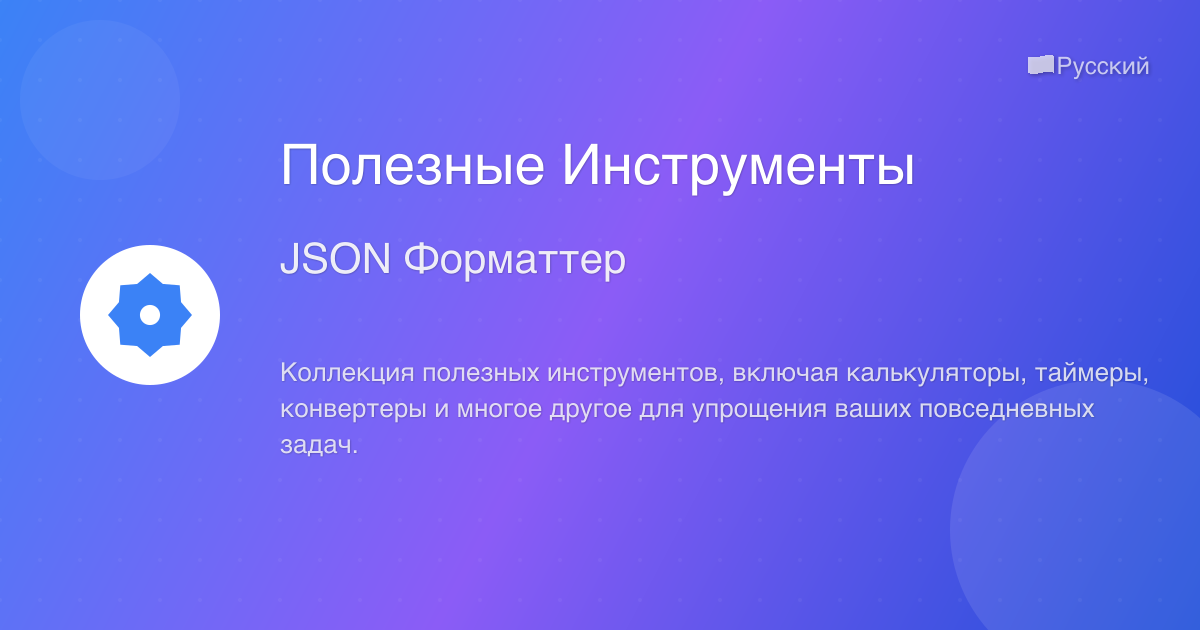 Русский
Полезные Инструменты
JSON Форматтер
Коллекция полезных инструментов, включая калькуляторы, таймеры,
конвертеры и многое другое для упрощения ваших повседневных
задач.